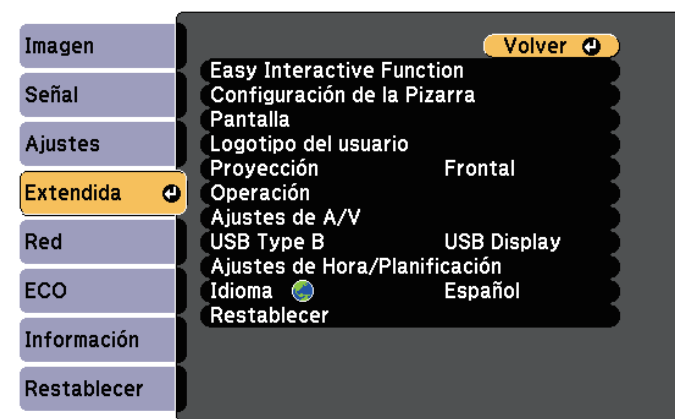 Imagen
Señal
Ajustes
Extendida
Red
ECO
Información
Restablecer
Volver
Easy Interactive Function
Configuración de la Pizarra
Pantalla
Logotipo del usuario
Proyección Frontal
Operación
Ajustes de A/V
USB Type B USB Display
Ajustes de Hora/Planificación
Idioma Español
Restablecer